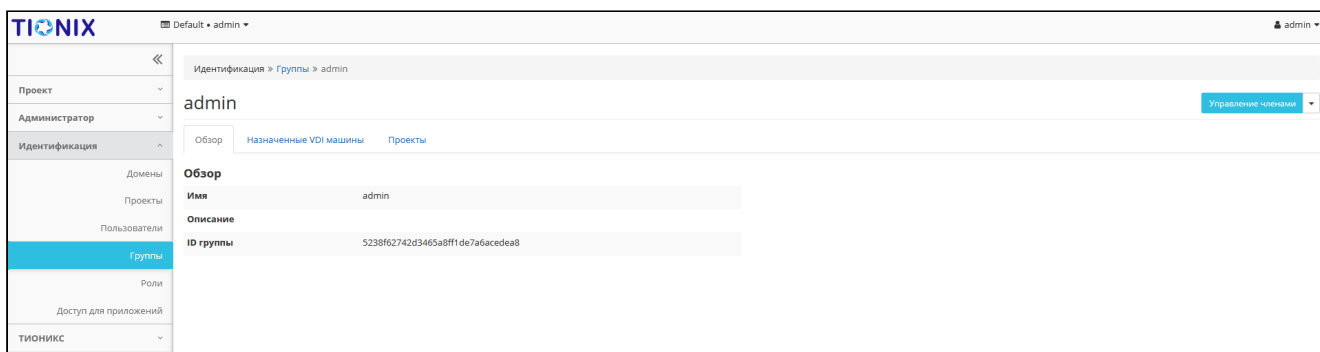 TIONIX
Default • admin
admin
Идентификация » Группы » admin
Проект
Администратор
Идентификация
Домены
Проекты
Пользователи
Группы
Роли
Доступ для приложений
ТИОНИКС
admin
Управление членами
Обзор Назначенные VDI машины Проекты
Обзор
Имя admin
Описание
ID группы 5238f62742d3465a8ff1de7a6acedea8